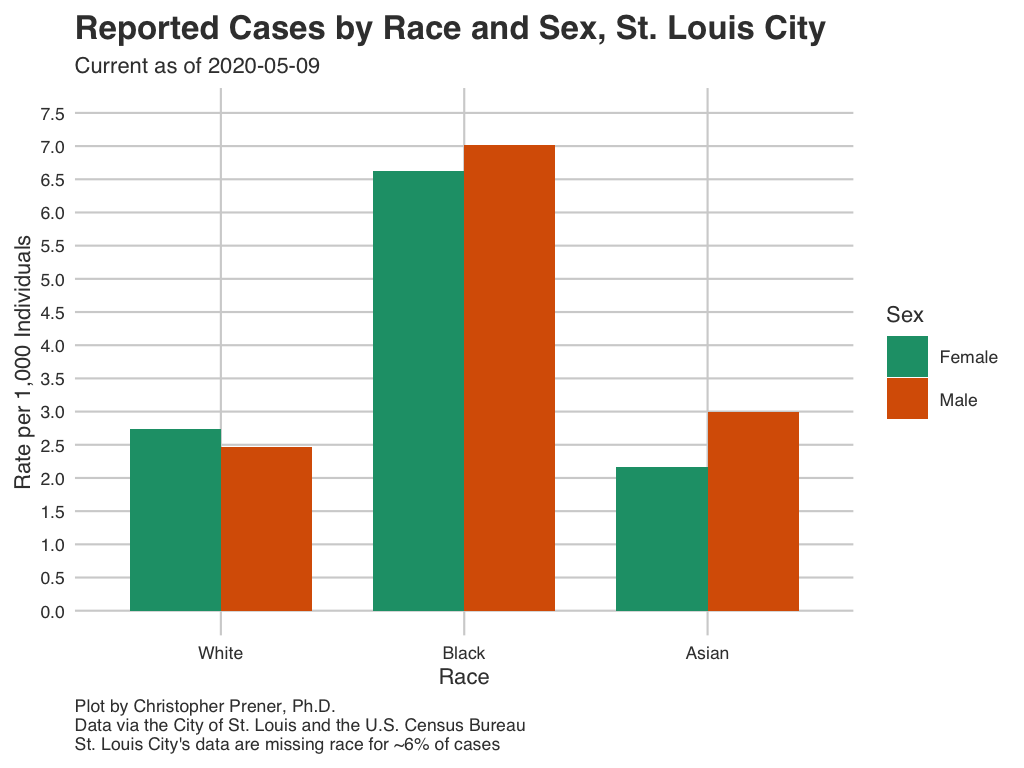 Reported Cases by Race and Sex, St. Louis City
Current as of 2020-05-09
7.5
7.0
6.5
6.0
5.5
5.0
4.5
4.0
3.5
3.0
2.5
2.0
1.5
1.0
0.5
0.0
Rate per 1,000 Individuals
White
Black
Asian
Race
Sex
Female
Male
Plot by Christopher Prener, Ph.D.
Data via the City of St. Louis and the U.S. Census Bureau
St. Louis City's data are missing race for ~6% of cases